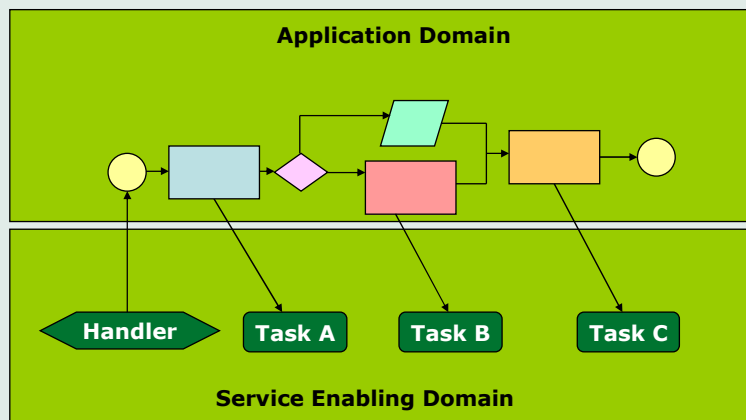 Application Domain
Handler
Task A
Task B
Task C
Service Enabling Domain